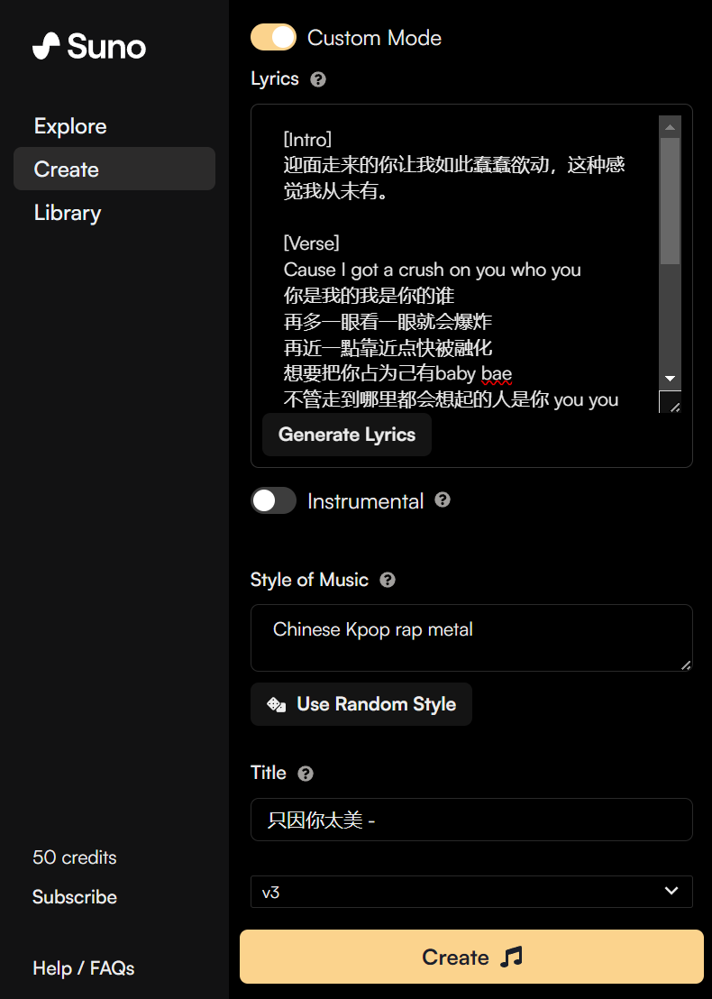 Suno
Explore
Create
Library
50 credits
Subscribe
Help / FAQs
Custom Mode
Lyrics ?
[Intro]
迎面走来的你让我如此蠢蠢欲动，这种感
觉我从未有。
[Verse]
Cause I got a crush on you who you
你是我的我是你的谁
再多一眼看一眼就会爆炸
再近一點靠近点快被融化
想要把你占为己有baby bae
不管走到哪里都会想起的人是你 you you
Generate Lyrics
Instrumental ?
Style of Music ?
Chinese Kpop rap metal
Use Random Style
Title ?
只因你太美 -
v3
Create